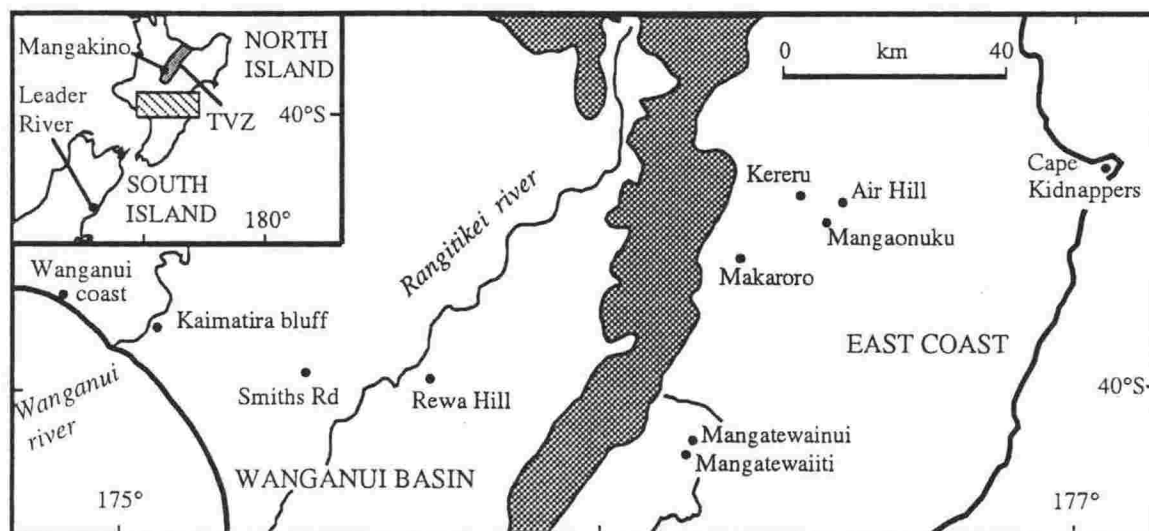 Mangakino
NORTH
ISLAND
Leader
River
TVZ
40°S
SOUTH
ISLAND
180°
0
km
40
Wanganui
coast
Kaimatira bluff
Wanganui
river
Smiths Rd
Rangitikei river
Rewa Hill
WANGANUI BASIN
175°
Kereru
Air Hill
Mangaonuku
Makaroro
Cape
Kidnappers
EAST COAST
40°S
Mangatewainui
Mangatewaiiti
177°